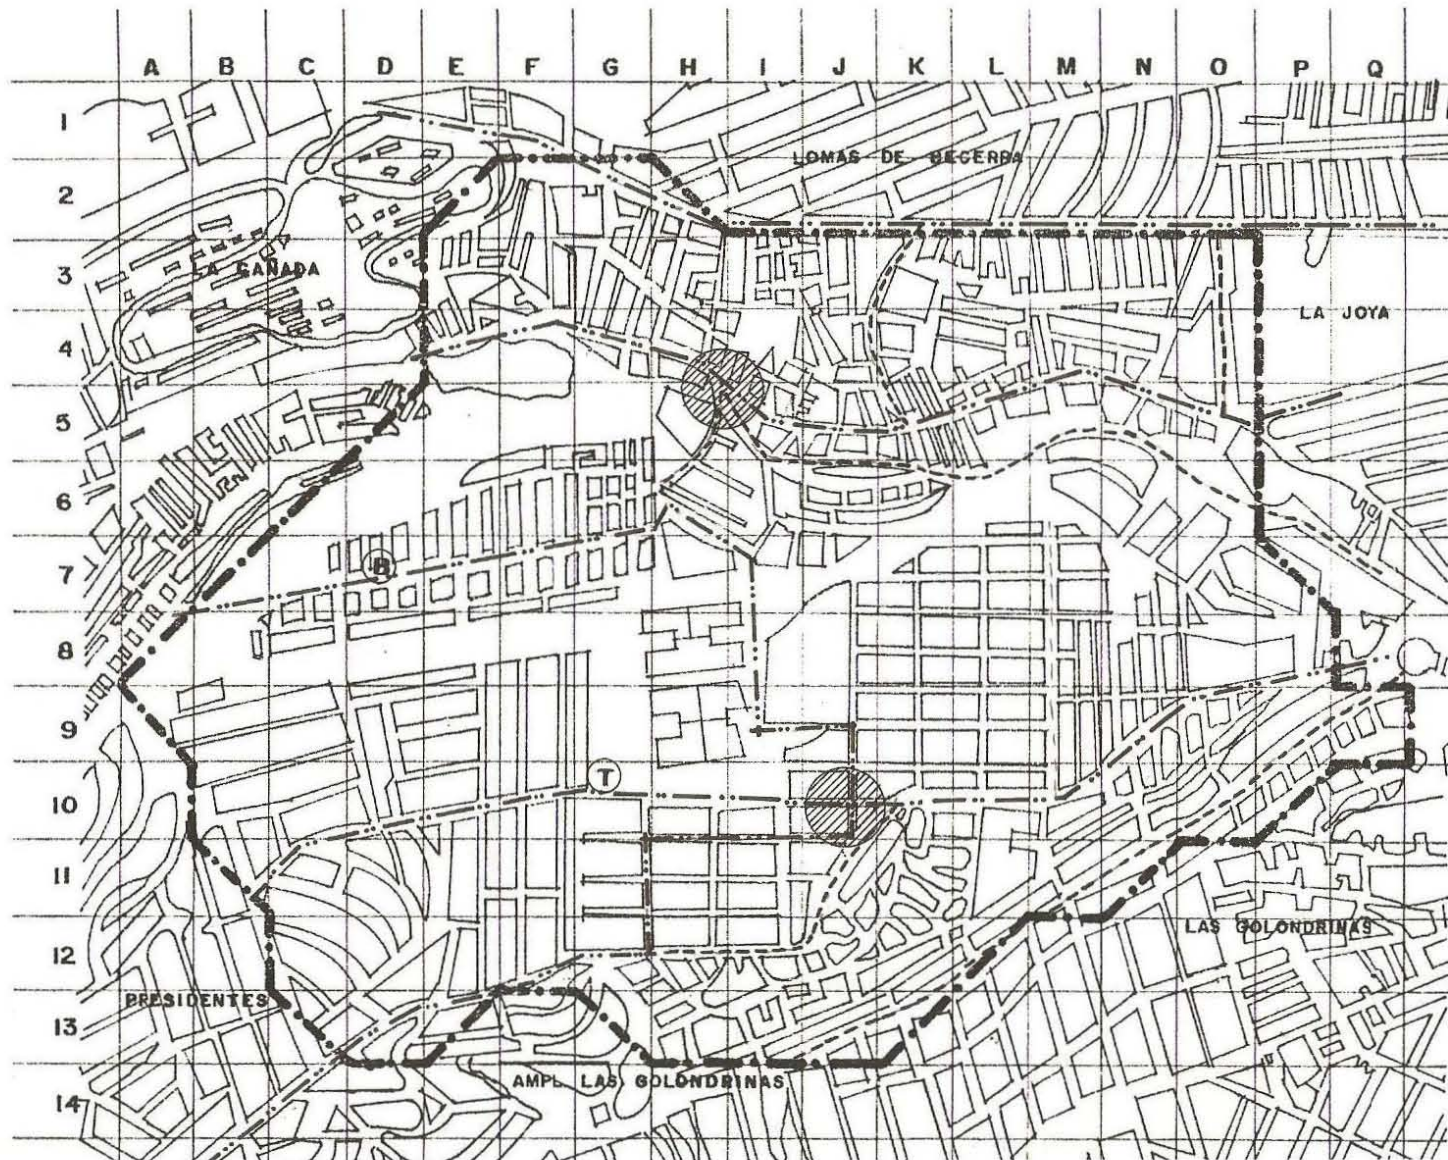 A B C D E F G H I J K L M N O P Q
1
LOMAS DE BECERRA
2
3
LA CAÑADA
LA JOYA
4
5
6
7
B
8
9
T
10
11
LAS GOLONDRINAS
12
PRESIDENTES
13
AMPL. LAS GOLONDRINAS
14